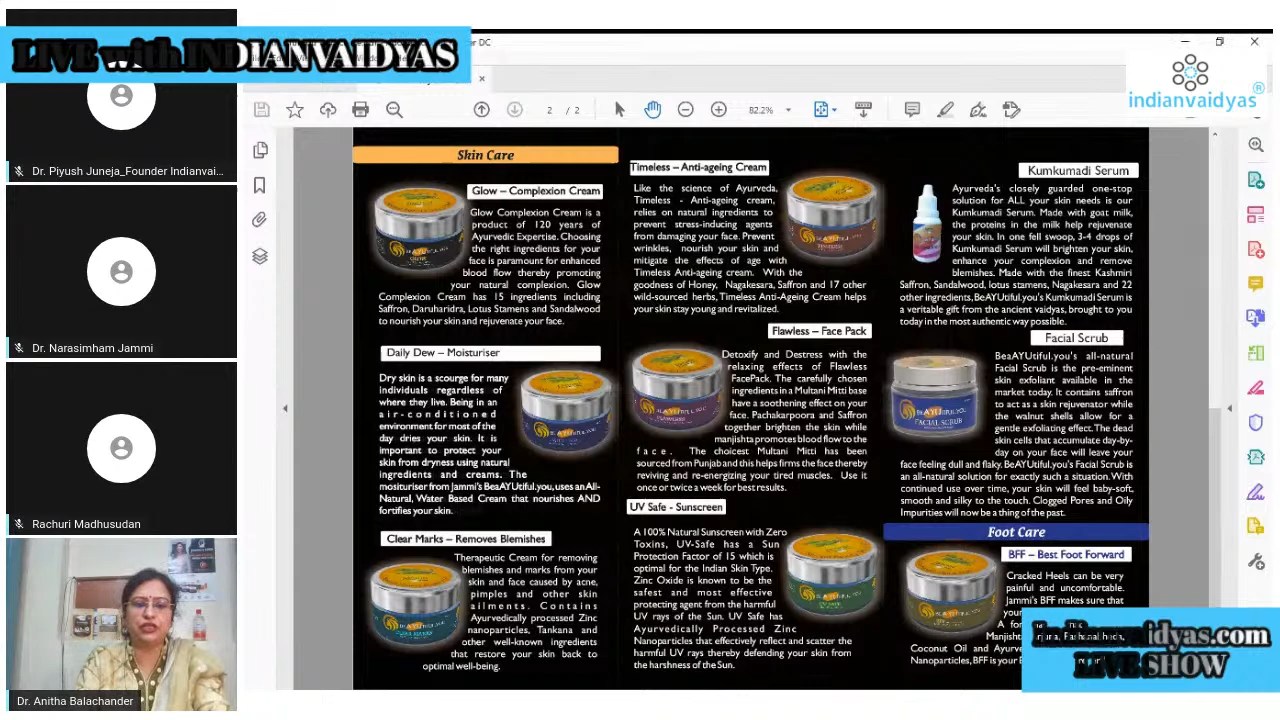 LIVE with INDIANVAIDYAS
DC
indianvaidyas®
2 / 2
82.2%
Dr. Piyush Juneja_Founder Indianvai...
Dr. Narasimham Jammi
Rachuri Madhusudan
Dr. Anitha Balachander
Skin Care
Glow – Complexion Cream
Glow Complexion Cream is a
product of 120 years of
Ayurvedic Expertise. Choosing
the right ingredients for your
face is paramount for enhanced
blood flow thereby promoting
your natural complexion. Glow
Complexion Cream has 15 ingredients including
Saffron, Daruharidra, Lotus Stamens and Sandalwood
to nourish your skin and rejuvenate your face.
Daily Dew – Moisturiser
Dry skin is a scourge for many
individuals regardless of
where they live. Being in an
air-conditioned
environment for most of the
day dries your skin. It is
important to protect your
skin from dryness using natural
ingredients and creams. The
mosituriser from Jammi's BeaAYUtiful.you, uses an All-
Natural, Water Based Cream that nourishes AND
fortifies your skin.
BEAYUTIFUL.YOU
Clear Marks – Removes Blemishes
Therapeutic Cream for removing
blemishes and marks from your
skin and face caused by acne,
pimples and other skin
ailments. Contains
Ayurvedically processed Zinc
nanoparticles, Tankana and
other well-known ingredients
that restore your skin back to
optimal well-being.
Timeless – Anti-ageing Cream
Like the science of Ayurveda,
Timeless - Anti-ageing cream,
relies on natural ingredients to
prevent stress-inducing agents
from damaging your face. Prevent
wrinkles, nourish your skin and
mitigate the effects of age with
Timeless Anti-ageing cream. With the
goodness of Honey, Nagakesara, Saffron and 17 other
wild-sourced herbs, Timeless Anti-Ageing Cream helps
your skin stay young and revitalized.
Flawless – Face Pack
Detoxify and Destress with the
relaxing effects of Flawless
FacePack. The carefully chosen
ingredients in a Multani Mitti base
have a soothening effect on your
face. Pachakarpoora and Saffron
together brighten the skin while
manjishta promotes blood flow to the
face. The choicest Multani Mitti has been
sourced from Punjab and this helps firms the face thereby
reviving and re-energizing your tired muscles. Use it
once or twice a week for best results.
UV Safe - Sunscreen
A 100% Natural Sunscreen with Zero
Toxins, UV-Safe has a Sun
Protection Factor of 15 which is
optimal for the Indian Skin Type.
Zinc Oxide is known to be the
safest and most effective
protecting agent from the harmful
UV rays of the Sun. UV Safe has
Ayurvedically Processed Zinc
Nanoparticles that effectively reflect and scatter the
harmful UV rays thereby defending your skin from
the harshness of the Sun.
Kumkumadi Serum
Ayurveda's closely guarded one-stop
solution for ALL your skin needs is our
Kumkumadi Serum. Made with goat milk,
the proteins in the milk help rejuvenate
your skin. In one fell swoop, 3-4 drops of
Kumkumadi Serum will brighten your skin,
enhance your complexion and remove
blemishes. Made with the finest Kashmiri
Saffron, Sandalwood, lotus stamens, Nagakesara and 22
other ingredients, BeAYUtiful.you's Kumkumadi Serum is
a veritable gift from the ancient vaidyas, brought to you
today in the most authentic way possible.
Facial Scrub
BeaAYUtiful.you's all-natural
Facial Scrub is the pre-eminent
skin exfoliant available in the
market today. It contains saffron
to act as a skin rejuvenator while
the walnut shells allow for a
gentle exfoliating effect. The dead
skin cells that accumulate day-by-
day on your face will leave your
face feeling dull and flaky. BeAYUtiful.you's Facial Scrub is
an all-natural solution for exactly such a situation. With
continued use over time, your skin will feel baby-soft,
smooth and silky to the touch. Clogged Pores and Oily
Impurities will now be a thing of the past.
BEAYUTIFUL.YOU
FACIAL SCRUB
Foot Care
BFF – Best Foot Forward
Cracked Heels can be very
painful and uncomfortable.
Jammi's BFF makes sure that
Coconut Oil and
Nanoparticles, BFF is your
Indianvaidyas.com
LIVE SHOW